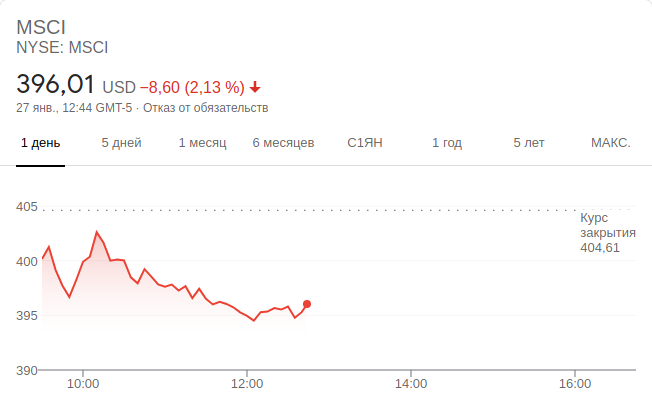 MSCI
NYSE: MSCI
396,01 USD −8,60 (2,13 %)
27 янв., 12:44 GMT-5 · Отказ от обязательств
1 день 5 дней 1 месяц 6 месяцев С1ЯН 1 год 5 лет МАКС.
405
Курс
закрытия
404,61
400
395
390
10:00 12:00 14:00 16:00